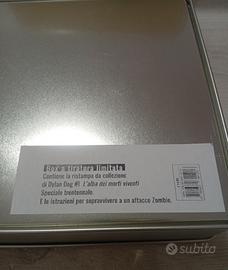 Box a tiratura limitata
Contiene la ristampa da collezione
di Dylan Dog #1 L'alba dei morti viventi
Speciale trentennale.
E le istruzioni per sopravvivere a un attacco Zombie.
subito